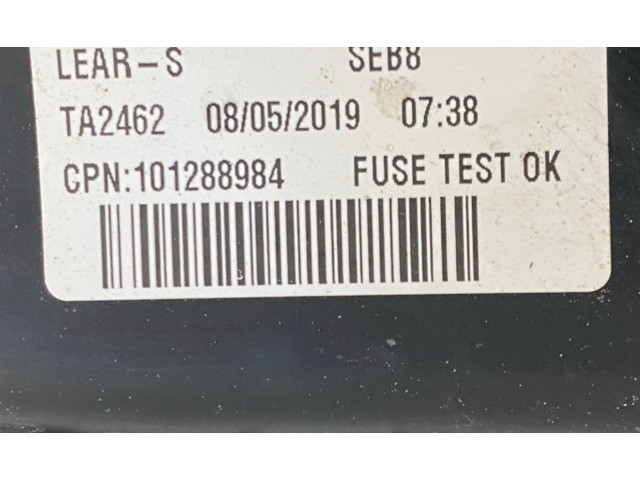 LEAR-S SEB8
TA2462 08/05/2019 07:38
CPN:101288984 FUSE TEST OK